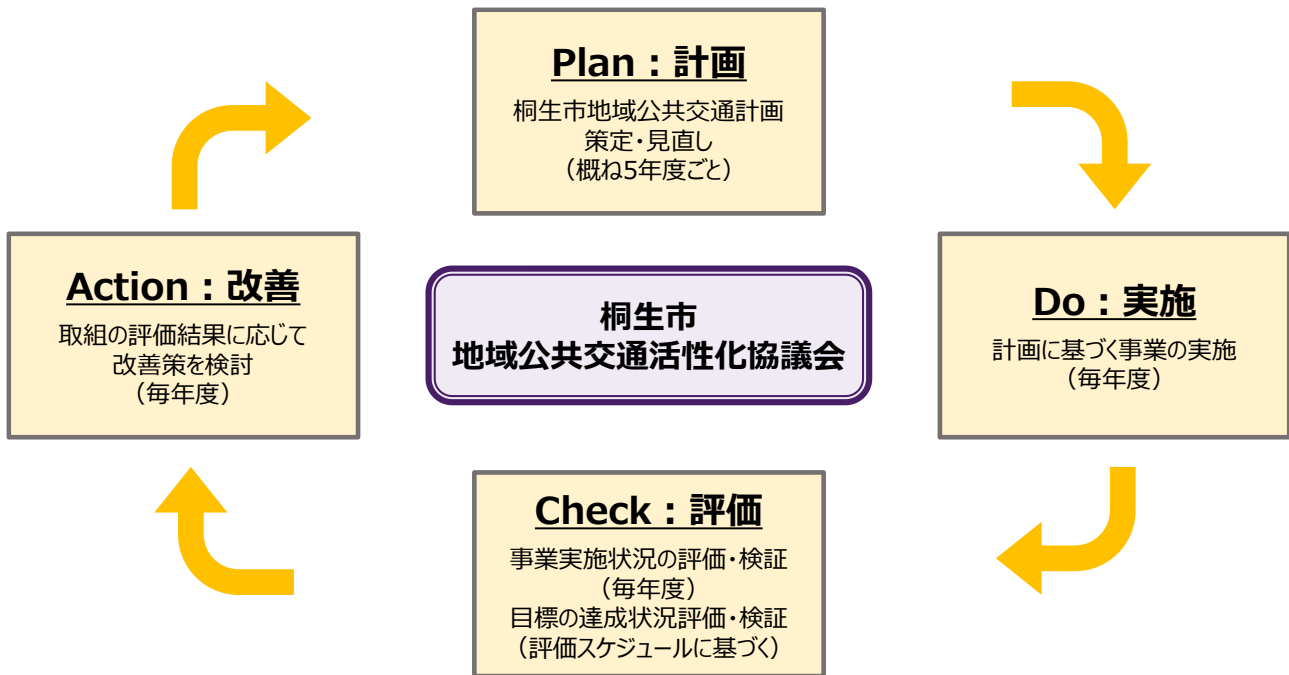 Plan：計画
桐生市地域公共交通計画
策定・見直し
（概ね5年度ごと）
Action：改善
取組の評価結果に応じて
改善策を検討
（毎年度）
桐生市
地域公共交通活性化協議会
Do：実施
計画に基づく事業の実施
（毎年度）
Check：評価
事業実施状況の評価・検証
（毎年度）
目標の達成状況評価・検証
（評価スケジュールに基づく）